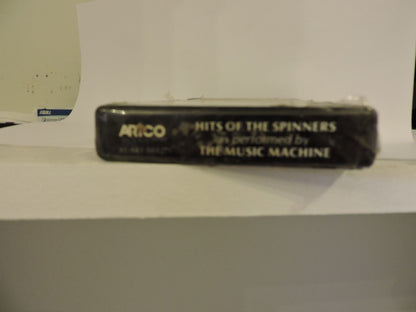 ARTCO
HITS OF THE SPINNERS
as performed by
THE MUSIC MACHINE